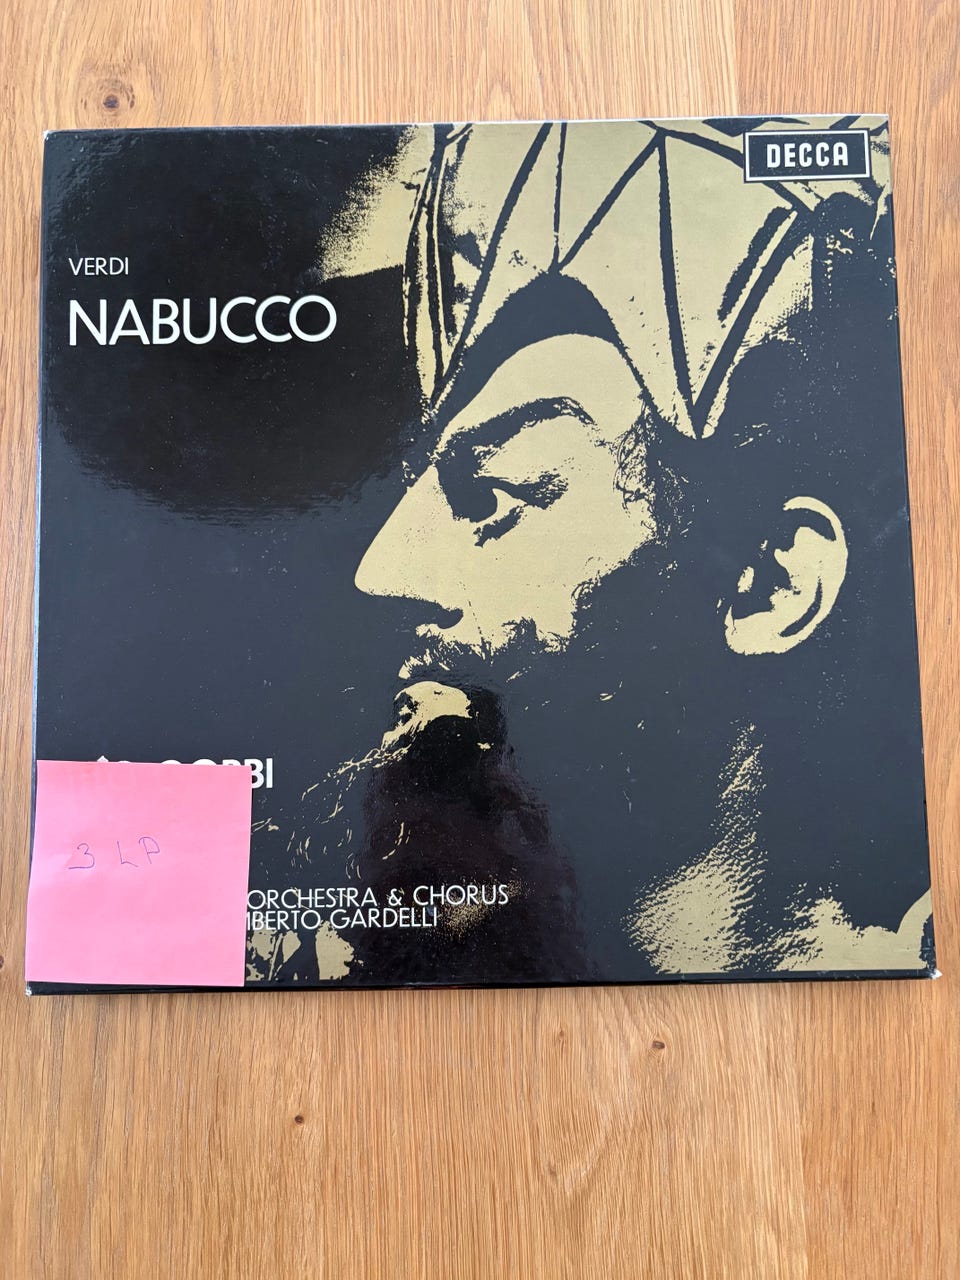 DECCA
VERDI
NABUCCO
3 LP
ORCHESTRA & CHORUS
GARDELLI